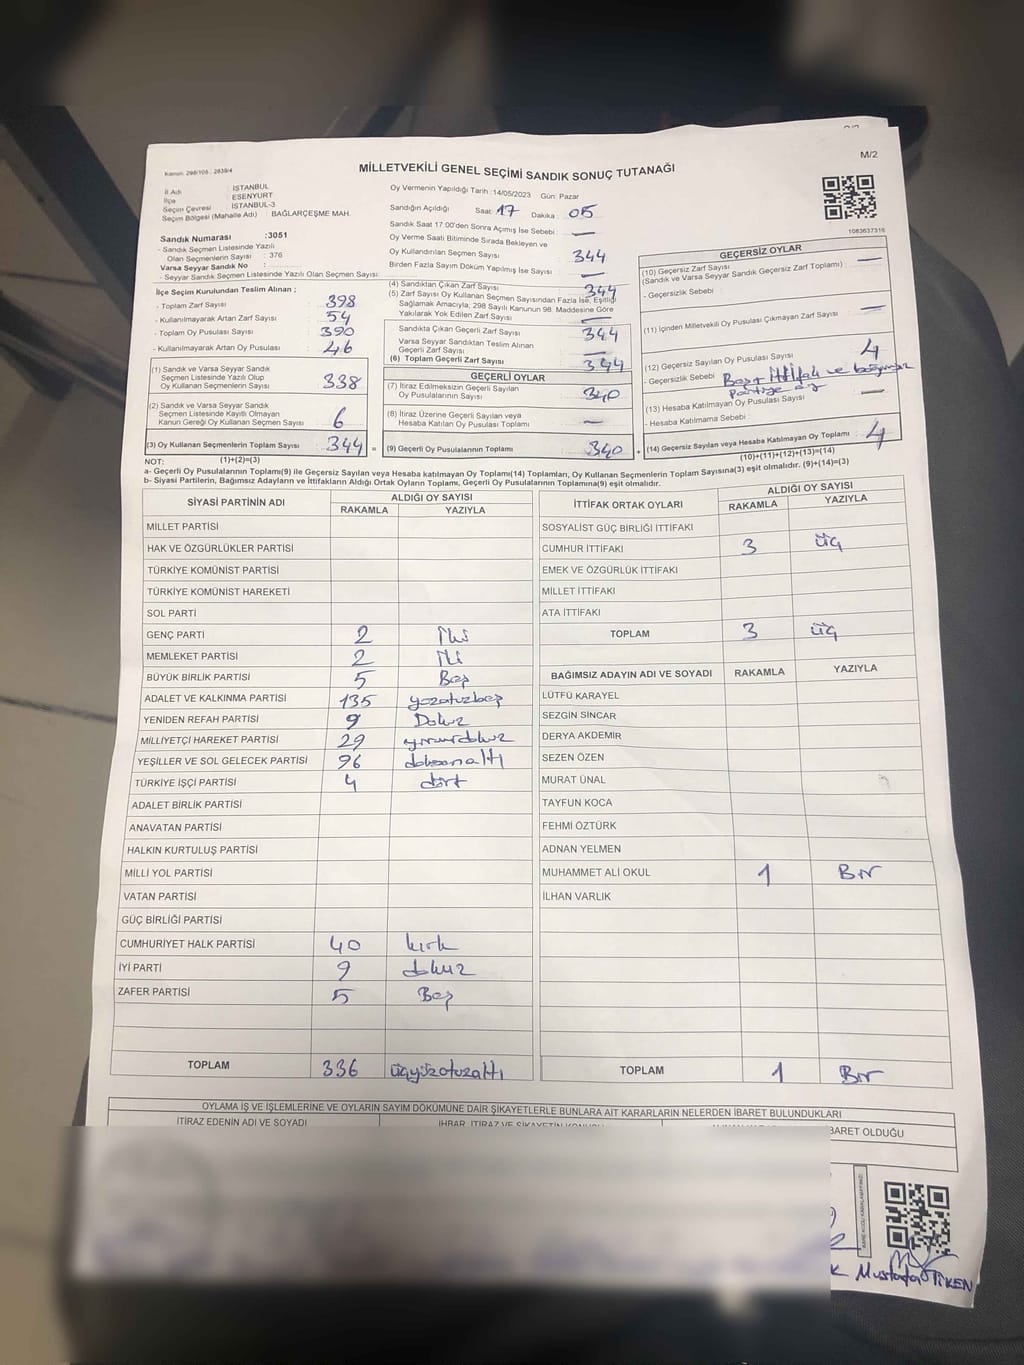 M/2
Kanun: 298/105 : 2839/4
MİLLETVEKİLİ GENEL SEÇİMİ SANDIK SONUÇ TUTANAĞI
İl Adı : İSTANBUL
İlçe : ESENYURT
Seçim Çevresi : İSTANBUL-3
Seçim Bölgesi (Mahalle Adı) : BAĞLARÇEŞME MAH.
Sandık Numarası :3051
- Sandık Seçmen Listesinde Yazılı
Olan Seçmenlerin Sayısı : 376
Varsa Seyyar Sandık No :
- Seyyar Sandık Seçmen Listesinde Yazılı Olan Seçmen Sayısı:
Oy Vermenin Yapıldığı Tarih :14/05/2023 Gün: Pazar
Sandığın Açıldığı Saat: 17 Dakika : 05
Sandık Saat 17:00'den Sonra Açımış İse Sebebi : —
Oy Verme Saati Bitiminde Sırada Bekleyen ve
Oy Kullandırılan Seçmen Sayısı : 344
Birden Fazla Sayım Döküm Yapılmış İse Sayısı : —
1083637316
İlçe Seçim Kurulundan Teslim Alınan ;
- Toplam Zarf Sayısı : 398
- Kullanılmayarak Artan Zarf Sayısı : 54
- Toplam Oy Pusulası Sayısı : 390
- Kullanılmayarak Artan Oy Pusulası : 46
(1) Sandık ve Varsa Seyyar Sandık
Seçmen Listesinde Yazılı Olup
Oy Kullanan Seçmenlerin Sayısı : 338
(2) Sandık ve Varsa Seyyar Sandık
Seçmen Listesinde Kayıtlı Olmayan
Kanun Gereği Oy Kullanan Seçmen Sayısı : 6
(3) Oy Kullanan Seçmenlerin Toplam Sayısı : 344 =
(4) Sandıktan Çıkan Zarf Sayısı : 344
(5) Zarf Sayısı Oy Kullanan Seçmen Sayısından Fazla İse, Eşitliği
Sağlamak Amacıyla, 298 Sayılı Kanunun 98. Maddesine Göre
Yakılarak Yok Edilen Zarf Sayısı : —
Sandıkta Çıkan Geçerli Zarf Sayısı : 344
Varsa Seyyar Sandıktan Teslim Alınan
Geçerli Zarf Sayısı : —
(6) Toplam Geçerli Zarf Sayısı : 344
GEÇERLİ OYLAR
(7) İtiraz Edilmeksizin Geçerli Sayılan
Oy Pusulasının Sayısı : 340
(8) İtiraz Üzerine Geçerli Sayılan veya
Hesaba Katılan Oy Pusulası Toplamı : —
(9) Geçerli Oy Pusulalarının Toplamı : 340 +
GEÇERSİZ OYLAR
(10) Geçersiz Zarf Sayısı : —
(Sandık ve Varsa Seyyar Sandık Geçersiz Zarf Toplamı) :
- Geçersizlik Sebebi :
(11) İçinden Milletvekili Oy Pusulası Çıkmayan Zarf Sayısı : —
(12) Geçersiz Sayılan Oy Pusulası Sayısı : 4
- Geçersizlik Sebebi : ittifak ve bağımsız
partiye oy
(13) Hesaba Katılmayan Oy Pusulası Sayısı : —
- Hesaba Katılmama Sebebi :
(14) Geçersiz Sayılan veya Hesaba Katılmayan Oy Toplamı : 4
NOT: (1)+(2)=(3)
(10)+(11)+(12)+(13)=(14)
a- Geçerli Oy Pusulalarının Toplamı(9) ile Geçersiz Sayılan veya Hesaba katılmayan Oy Toplamı(14) Toplamları, Oy Kullanan Seçmenlerin Toplam Sayısına(3) eşit olmalıdır. (9)+(14)=(3)
b- Siyasi Partilerin, Bağımsız Adayların ve İttifakların Aldığı Ortak Oyların Toplamı, Geçerli Oy Pusulalarının Toplamına(9) eşit olmalıdır.
SİYASİ PARTİNİN ADI ALDIĞI OY SAYISI
RAKAMLA YAZIYLA
MİLLET PARTİSİ
HAK VE ÖZGÜRLÜKLER PARTİSİ
TÜRKİYE KOMÜNİST PARTİSİ
TÜRKİYE KOMÜNİST HAREKETİ
SOL PARTİ
GENÇ PARTİ 2 İki
MEMLEKET PARTİSİ 2 İki
BÜYÜK BİRLİK PARTİSİ 5 Beş
ADALET VE KALKINMA PARTİSİ 135 yüzotuzbeş
YENİDEN REFAH PARTİSİ 9 Dokuz
MİLLİYETÇİ HAREKET PARTİSİ 29 yirmidokuz
YEŞİLLER VE SOL GELECEK PARTİSİ 96 doksanaltı
TÜRKİYE İŞÇİ PARTİSİ 4 dört
ADALET BİRLİK PARTİSİ
ANAVATAN PARTİSİ
HALKIN KURTULUŞ PARTİSİ
MİLLİ YOL PARTİSİ
VATAN PARTİSİ
GÜÇ BİRLİĞİ PARTİSİ
CUMHURİYET HALK PARTİSİ 40 kırk
İYİ PARTİ 9 dokuz
ZAFER PARTİSİ 5 Beş
TOPLAM 336 üçyüzotuzaltı
İTTİFAK ORTAK OYLARI ALDIĞI OY SAYISI
RAKAMLA YAZIYLA
SOSYALİST GÜÇ BİRLİĞİ İTTİFAKI
CUMHUR İTTİFAKI 3 üç
EMEK VE ÖZGÜRLÜK İTTİFAKI
MİLLET İTTİFAKI
ATA İTTİFAKI
TOPLAM 3 üç
BAĞIMSIZ ADAYIN ADI VE SOYADI RAKAMLA YAZIYLA
LÜTFÜ KARAYEL
SEZGİN SİNCAR
DERYA AKDEMİR
SEZEN ÖZEN
MURAT ÜNAL
TAYFUN KOCA
FEHMİ ÖZTÜRK
ADNAN YELMEN
MUHAMMET ALİ OKUL 1 Bir
İLHAN VARLIK
TOPLAM 1 Bir
OYLAMA İŞ VE İŞLEMLERİNE VE OYLARIN SAYIM DÖKÜMÜNE DAİR ŞİKAYETLERLE BUNLARA AİT KARARLARIN NELERDEN İBARET BULUNDUKLARI
İTİRAZ EDENİN ADI VE SOYADI İHBAR, İTİRAZ VE ŞİKAYETİN KONUSU BARET OLDUĞU
Mustafa TİKEN